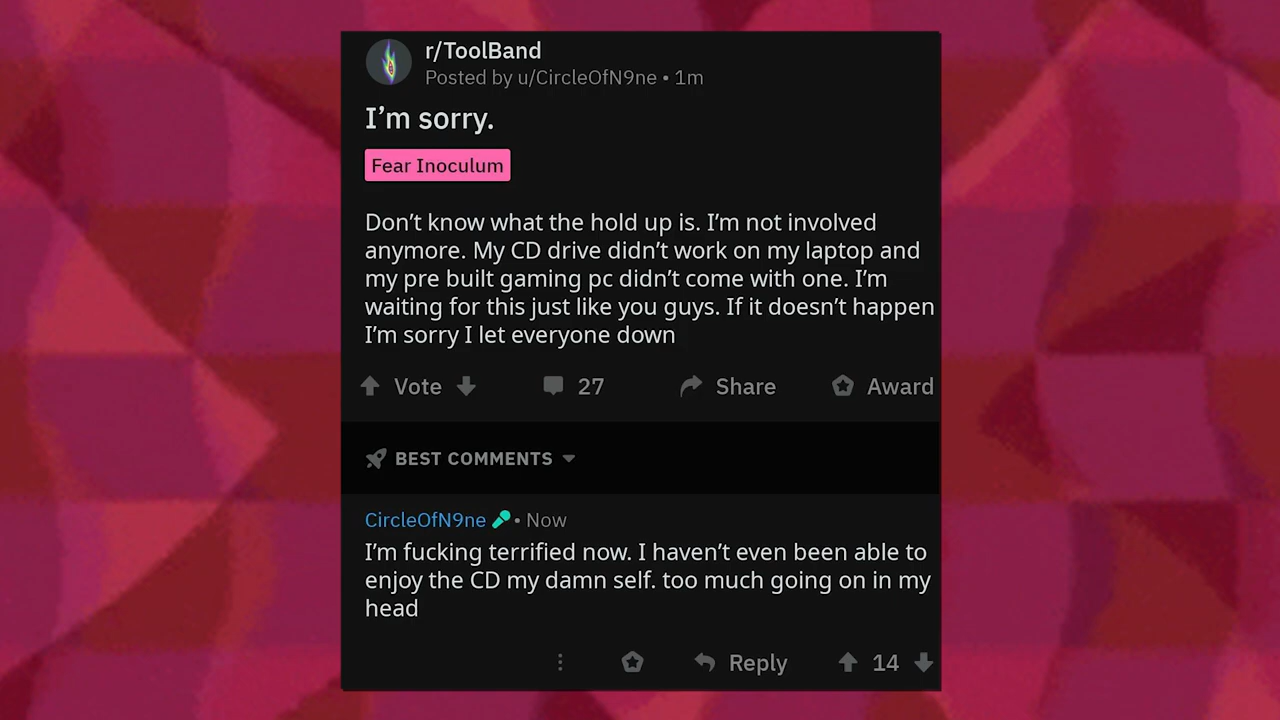 r/ToolBand
Posted by u/CircleOfN9ne • 1m
I’m sorry.
Fear Inoculum
Don’t know what the hold up is. I’m not involved
anymore. My CD drive didn’t work on my laptop and
my pre built gaming pc didn’t come with one. I’m
waiting for this just like you guys. If it doesn’t happen
I’m sorry I let everyone down
Vote 27 Share Award
BEST COMMENTS
CircleOfN9ne • Now
I’m fucking terrified now. I haven’t even been able to
enjoy the CD my damn self. too much going on in my
head
Reply 14